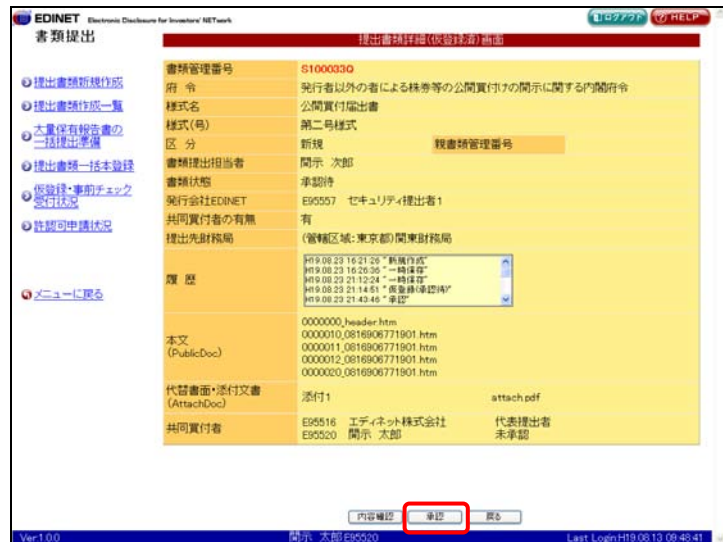 EDINET Electronic Disclosure for Investors' NETwork
ログアウト
HELP
書類提出
提出書類詳細(仮登録済)画面
提出書類新規作成
提出書類作成一覧
大量保有報告書の
一括提出準備
提出書類一括本登録
仮登録・事前チェック
受付状況
許認可申請状況
メニューに戻る
書類管理番号 S100033Q
府 令 発行者以外の者による株券等の公開買付けの開示に関する内閣府令
様式名 公開買付届出書
様式(号) 第二号様式
区 分 新規 親書類管理番号
書類提出担当者 開示 次郎
書類状態 承認待
発行会社EDINET E95557 セキュリティ提出者1
共同買付者の有無 有
提出先財務局 (管轄区域:東京都)関東財務局
履 歴
H19.08.23 16:21:26 "新規作成"
H19.08.23 16:26:36 "一時保存"
H19.08.23 21:12:24 "一時保存"
H19.08.23 21:14:51 "仮登録(承認待)"
H19.08.23 21:43:46 "承認"
本文
(PublicDoc)
0000000_header.htm
0000010_0816906771901.htm
0000011_0816906771901.htm
0000012_0816906771901.htm
0000020_0816906771901.htm
代替書面・添付文書
(AttachDoc)
添付1 attach.pdf
共同買付者
E95516 エディネット株式会社 代表提出者
E95520 開示 太郎 未承認
内容確認 承認 戻る
Ver.1.0.0 開示 太郎 E95520 Last Login:H19.08.13 09:48:41